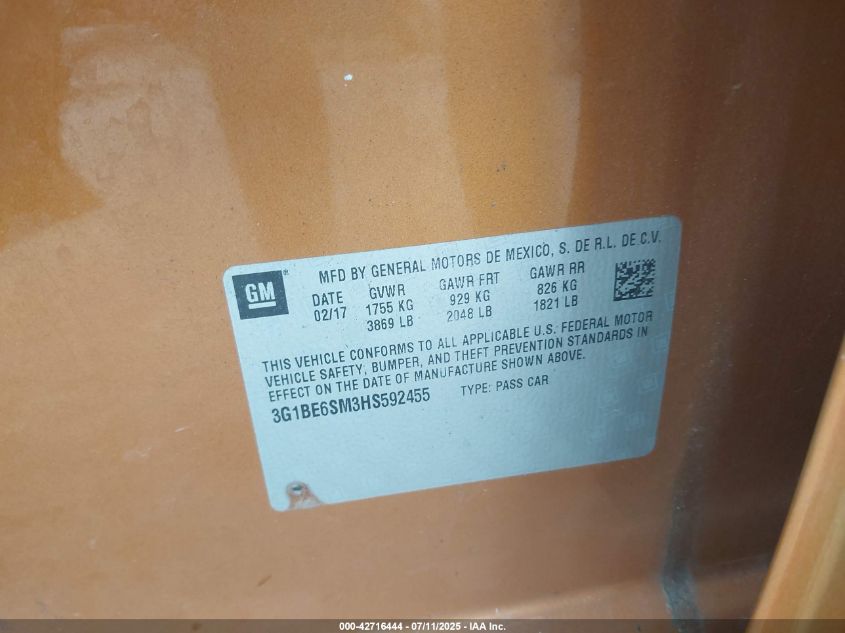 GM®
MFD BY GENERAL MOTORS DE MEXICO, S. DE R.L. DE C.V.
DATE GVWR GAWR FRT GAWR RR
02/17 1755 KG 929 KG 826 KG
3869 LB 2048 LB 1821 LB
THIS VEHICLE CONFORMS TO ALL APPLICABLE U.S. FEDERAL MOTOR
VEHICLE SAFETY, BUMPER, AND THEFT PREVENTION STANDARDS IN
EFFECT ON THE DATE OF MANUFACTURE SHOWN ABOVE.
3G1BE6SM3HS592455 TYPE: PASS CAR
000-42716444 - 07/11/2025 - IAA Inc.